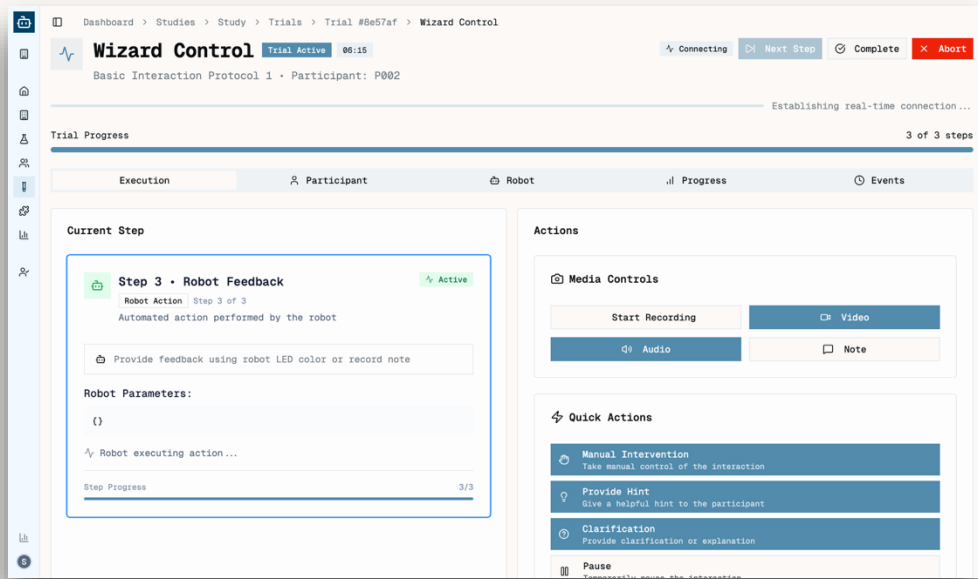 Dashboard > Studies > Study > Trials > Trial #8e57af > Wizard Control
Wizard Control Trial Active 06:15
Connecting Next Step Complete Abort
Basic Interaction Protocol 1 • Participant: P002
Establishing real-time connection...
Trial Progress 3 of 3 steps
Execution Participant Robot Progress Events
Current Step
Step 3 • Robot Feedback Active
Robot Action Step 3 of 3
Automated action performed by the robot
Provide feedback using robot LED color or record note
Robot Parameters:
{}
Robot executing action...
Step Progress 3/3
Actions
Media Controls
Start Recording Video
Audio Note
Quick Actions
Manual Intervention
Take manual control of the interaction
Provide Hint
Give a helpful hint to the participant
Clarification
Provide clarification or explanation
Pause
Temporarily pause the interaction
S